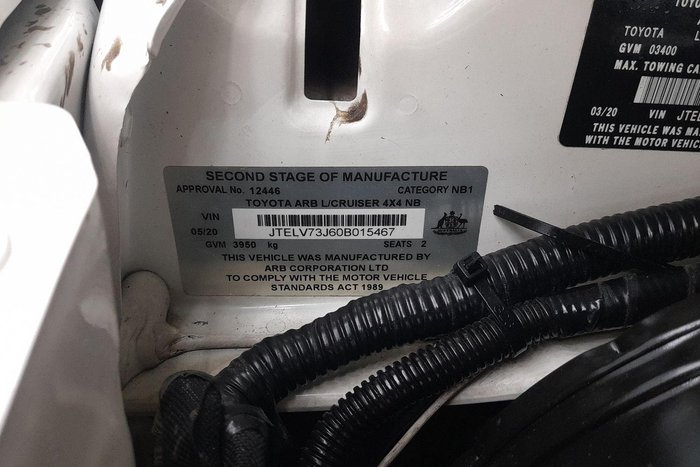 SECOND STAGE OF MANUFACTURE
APPROVAL No. 12446 CATEGORY NB1
TOYOTA ARB L/CRUISER 4X4 NB
VIN
05/20 JTELV73J60B015467
GVM 3950 kg SEATS 2
THIS VEHICLE WAS MANUFACTURED BY
ARB CORPORATION LTD
TO COMPLY WITH THE MOTOR VEHICLE
STANDARDS ACT 1989
TOYOTA
GVM 03400
MAX. TOWING CA
03/20 VIN JTEL
THIS VEHICLE WAS MA
WITH THE MOTOR VEHIC